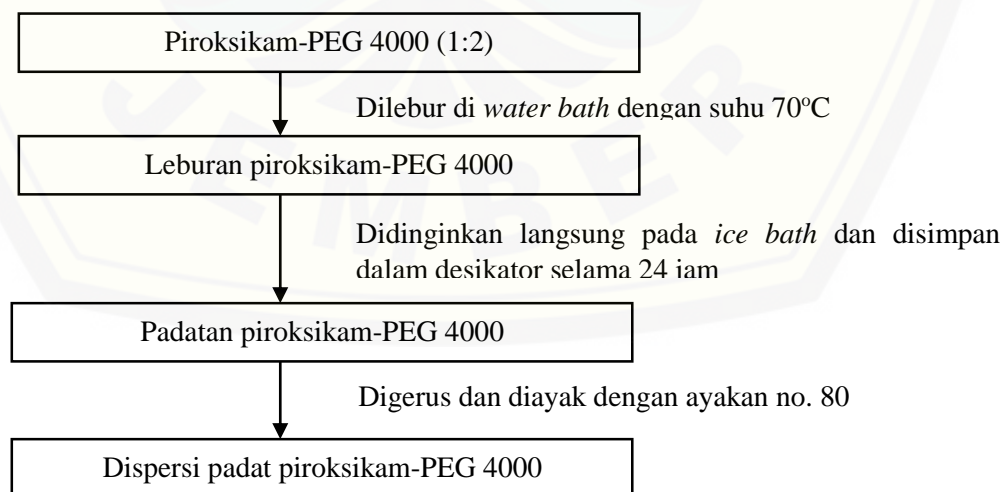 Piroksikam-PEG 4000 (1:2)
Dilebur di water bath dengan suhu 70°C
Leburan piroksikam-PEG 4000
Didinginkan langsung pada ice bath dan disimpan
dalam desikator selama 24 jam
Padatan piroksikam-PEG 4000
Digerus dan diayak dengan ayakan no. 80
Dispersi padat piroksikam-PEG 4000
JEMBER